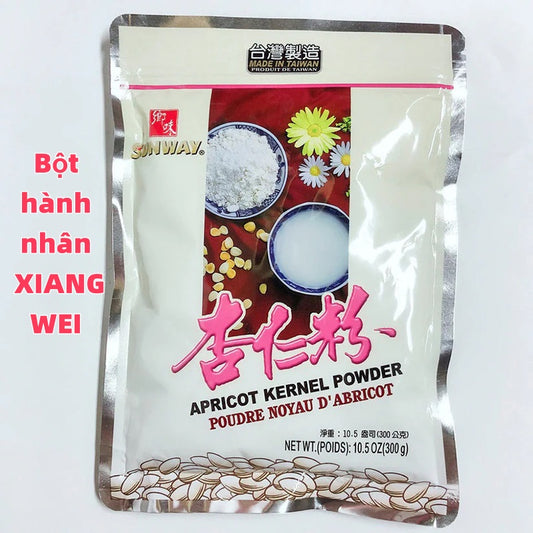 台灣製造
MADE IN TAIWAN
PRODUIT DE TAIWAN
鄉味
SUNWAY®
Bột
hành
nhân
XIANG
WEI
杏仁粉
APRICOT KERNEL POWDER
POUDRE NOYAU D'ABRICOT
淨重：10.5 盎司(300 公克)
NET WT.(POIDS): 10.5 OZ(300 g)